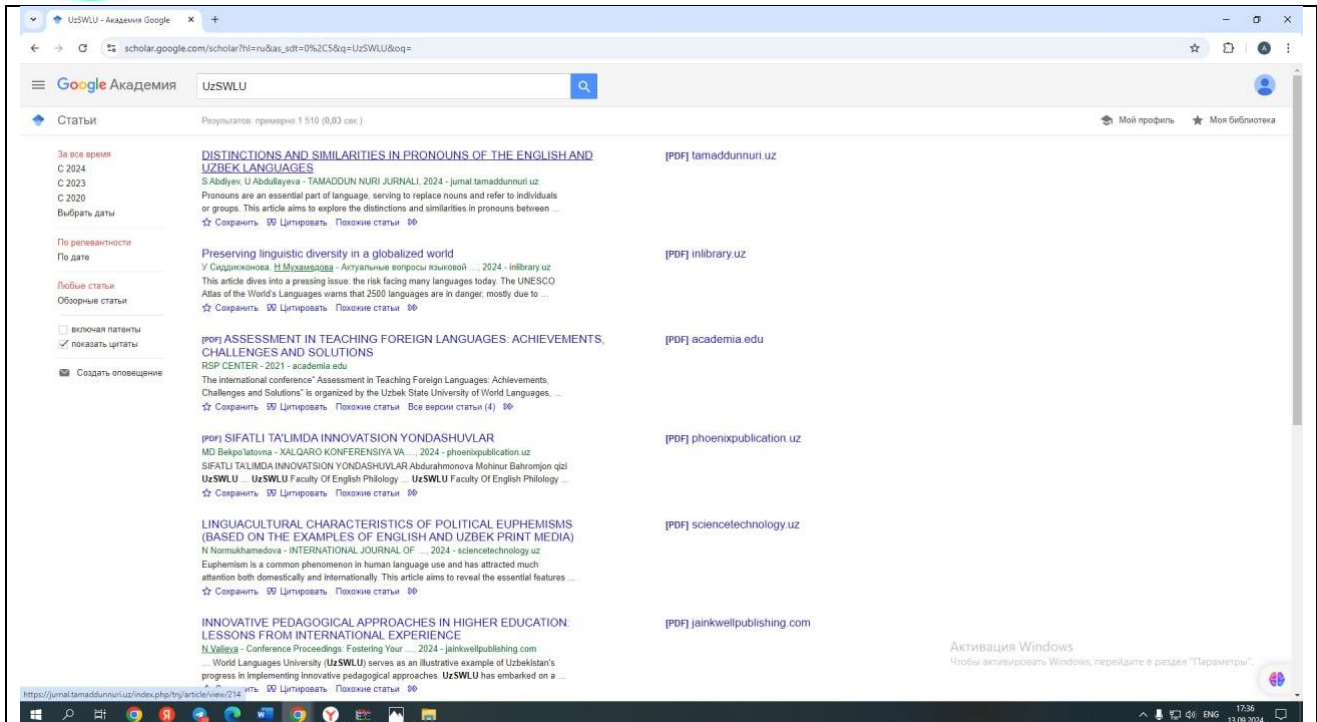 UzSWLU - Академия Google
scholar.google.com/scholar?hl=ru&as_sdt=0%2C5&q=UzSWLU&oq=
Google Академия
UzSWLU
Статьи
Результатов: примерно 1 510 (0,03 сек.)
Мой профиль
Моя библиотека
За все время
С 2024
С 2023
С 2020
Выбрать даты
По релевантности
По дате
Любые статьи
Обзорные статьи
включая патенты
показать цитаты
Создать оповещение
DISTINCTIONS AND SIMILARITIES IN PRONOUNS OF THE ENGLISH AND
UZBEK LANGUAGES
S Abdiyev, U Abdullayeva - TAMADDUN NURI JURNALI, 2024 - jurnal.tamaddunnuri.uz
Pronouns are an essential part of language, serving to replace nouns and refer to individuals
or groups. This article aims to explore the distinctions and similarities in pronouns between ...
Сохранить Цитировать Похожие статьи
[PDF] tamaddunnuri.uz
Preserving linguistic diversity in a globalized world
У Сиддикжонова, Н Мухамедова - Актуальные вопросы языковой ..., 2024 - inlibrary.uz
This article dives into a pressing issue: the risk facing many languages today. The UNESCO
Atlas of the World's Languages warns that 2500 languages are in danger, mostly due to ...
Сохранить Цитировать Похожие статьи
[PDF] inlibrary.uz
[PDF] ASSESSMENT IN TEACHING FOREIGN LANGUAGES: ACHIEVEMENTS,
CHALLENGES AND SOLUTIONS
RSP CENTER - 2021 - academia.edu
The international conference" Assessment in Teaching Foreign Languages: Achievements,
Challenges and Solutions" is organized by the Uzbek State University of World Languages, ...
Сохранить Цитировать Похожие статьи Все версии статьи (4)
[PDF] academia.edu
[PDF] SIFATLI TA'LIMDA INNOVATSION YONDASHUVLAR
MD Bekpo'latovna - XALQARO KONFERENSIYA VA ..., 2024 - phoenixpublication.uz
SIFATLI TA'LIMDA INNOVATSION YONDASHUVLAR Abdurahmonova Mohinur Bahromjon qizi
UzSWLU ... UzSWLU Faculty Of English Philology ... UzSWLU Faculty Of English Philology ...
Сохранить Цитировать Похожие статьи
[PDF] phoenixpublication.uz
LINGUACULTURAL CHARACTERISTICS OF POLITICAL EUPHEMISMS
(BASED ON THE EXAMPLES OF ENGLISH AND UZBEK PRINT MEDIA)
N Normukhamedova - INTERNATIONAL JOURNAL OF ..., 2024 - sciencetechnology.uz
Euphemism is a common phenomenon in human language use and has attracted much
attention both domestically and internationally. This article aims to reveal the essential features ...
Сохранить Цитировать Похожие статьи
[PDF] sciencetechnology.uz
INNOVATIVE PEDAGOGICAL APPROACHES IN HIGHER EDUCATION:
LESSONS FROM INTERNATIONAL EXPERIENCE
N Valieva - Conference Proceedings: Fostering Your ..., 2024 - jainkwellpublishing.com
... World Languages University (UzSWLU) serves as an illustrative example of Uzbekistan's
progress in implementing innovative pedagogical approaches. UzSWLU has embarked on a ...
Цитировать Похожие статьи
[PDF] jainkwellpublishing.com
Активация Windows
Чтобы активировать Windows, перейдите в раздел "Параметры".
https://jurnal.tamaddunnuri.uz/index.php/tnj/article/view/214
ENG
17:36
13.09.2024